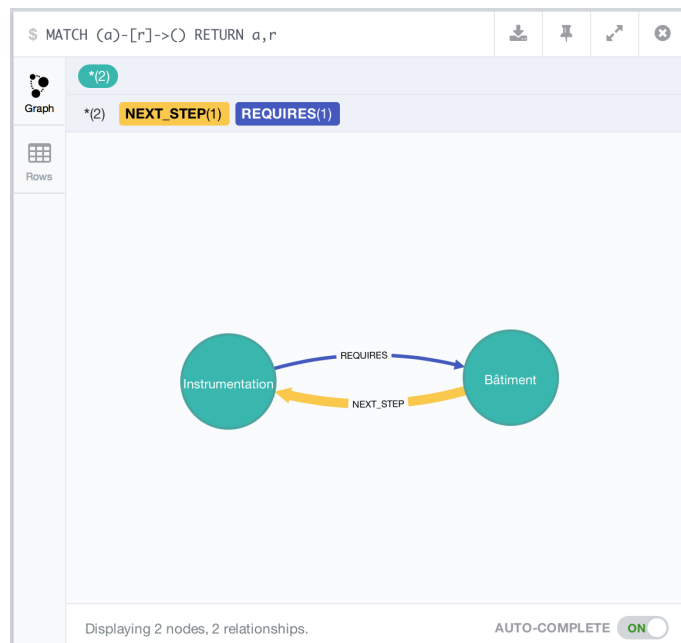 $ MATCH (a)-[r]->() RETURN a,r
*(2)
Graph
*(2) NEXT_STEP(1) REQUIRES(1)
Rows
REQUIRES
Instrumentation
Bâtiment
NEXT_STEP
Displaying 2 nodes, 2 relationships.
AUTO-COMPLETE ON